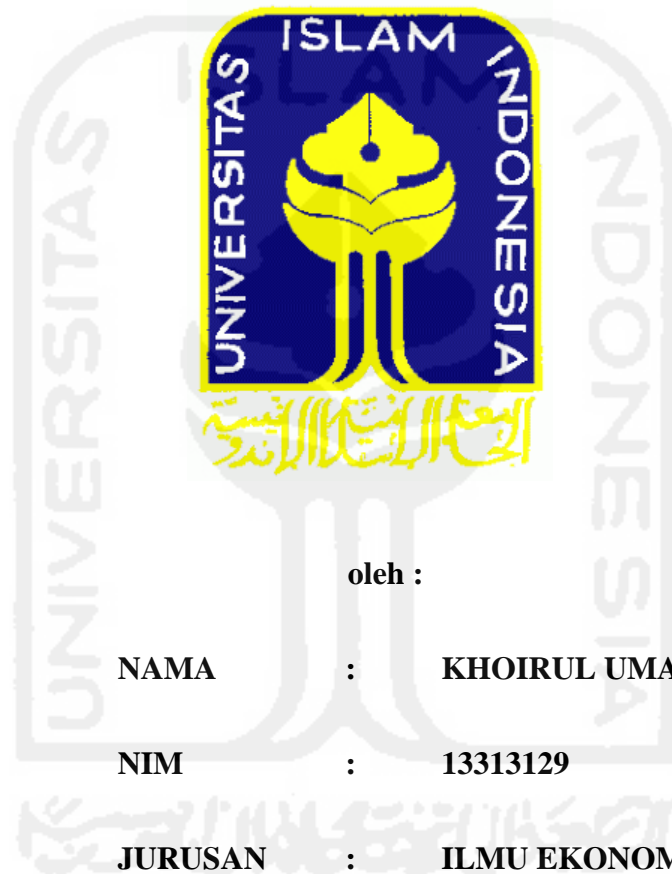 UNIVERSITAS ISLAM INDONESIA
oleh :
NAMA : KHOIRUL UMA
NIM : 13313129
JURUSAN : ILMU EKONOM